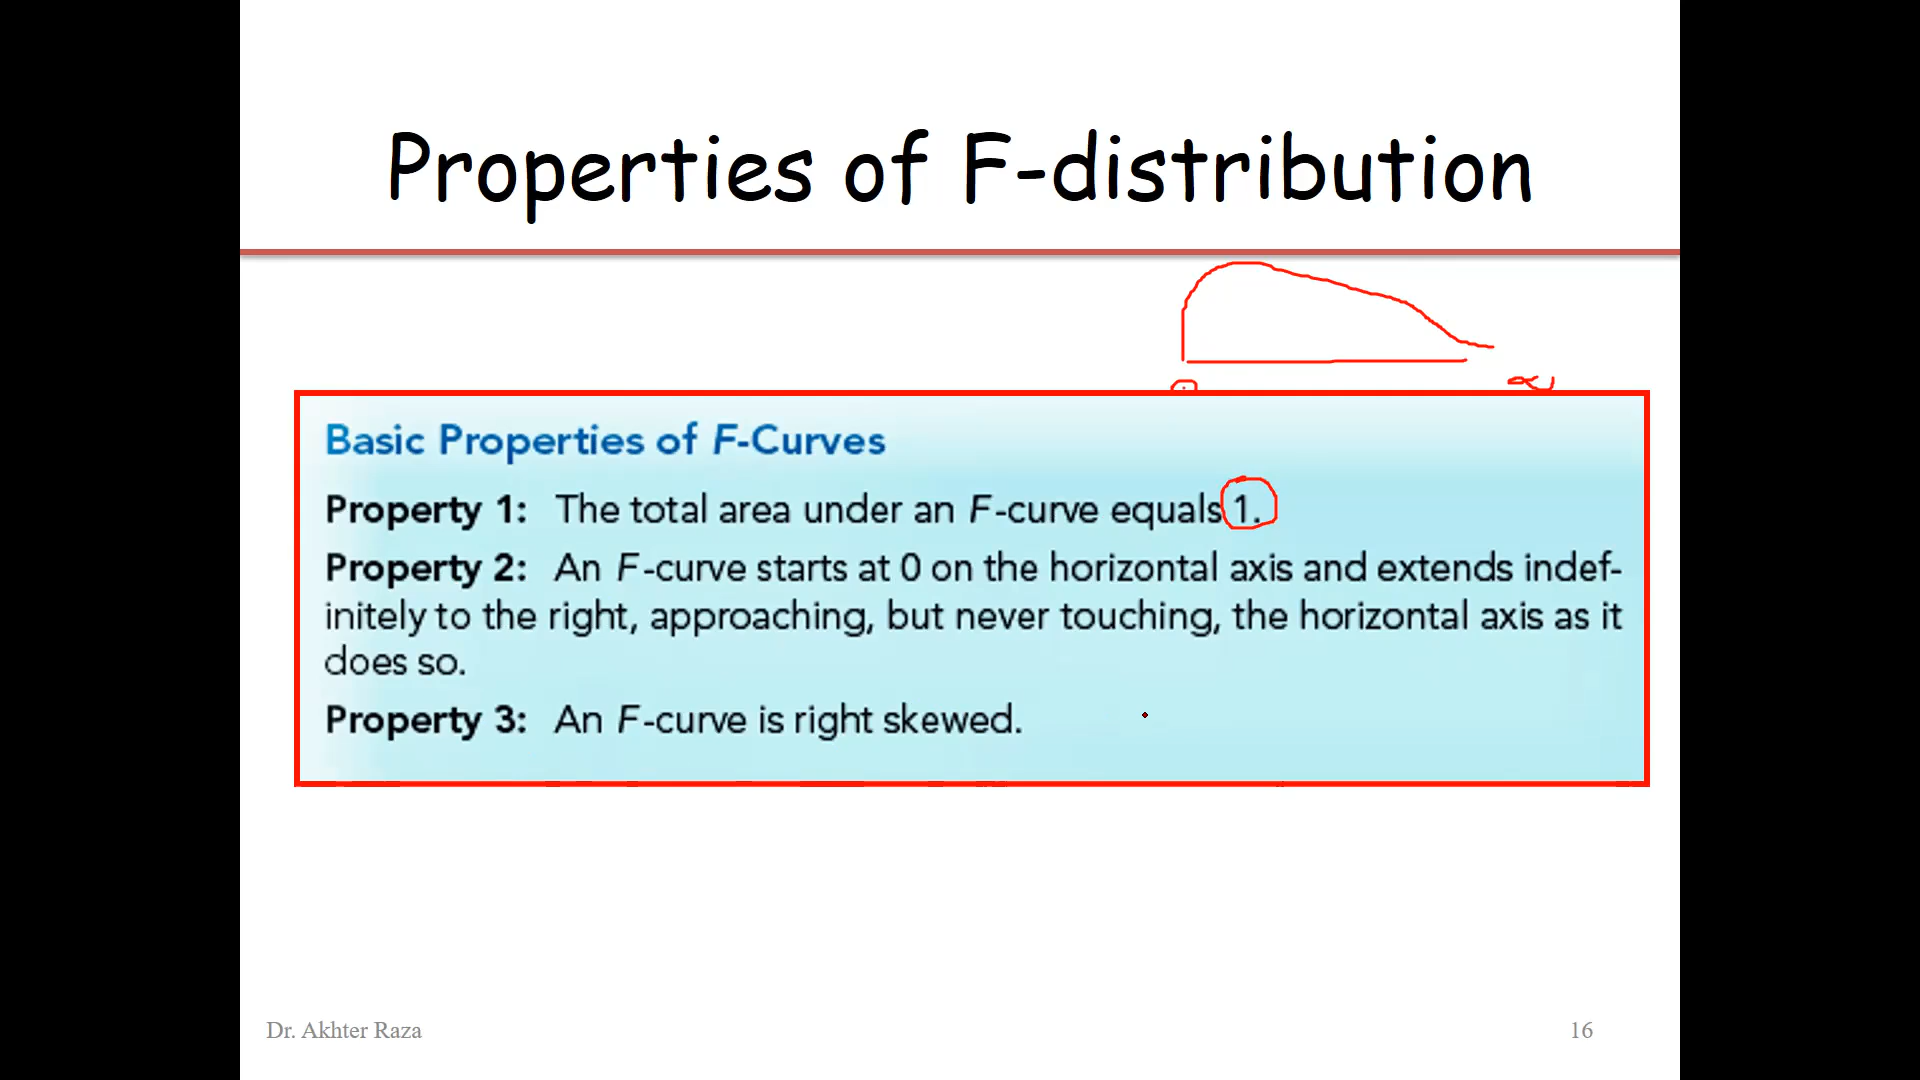 Properties of F-distribution
Basic Properties of F-Curves
Property 1: The total area under an F-curve equals 1.
Property 2: An F-curve starts at 0 on the horizontal axis and extends indef-
initely to the right, approaching, but never touching, the horizontal axis as it
does so.
Property 3: An F-curve is right skewed.
Dr. Akhter Raza
16